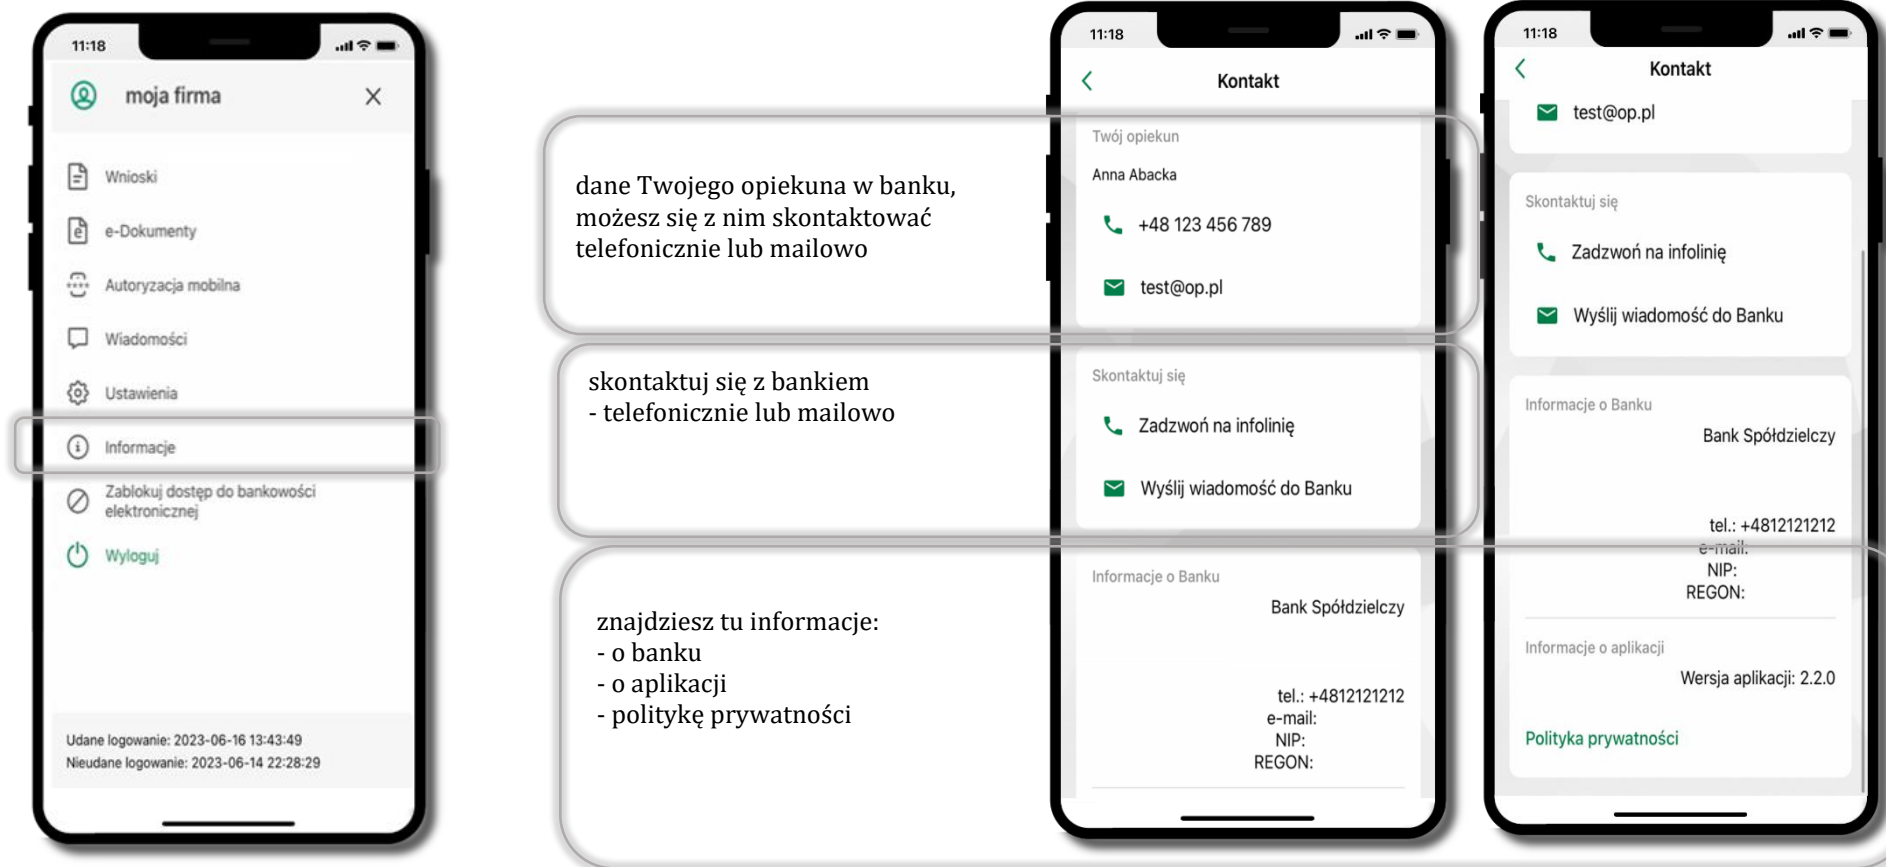 11:18
moja firma
Wnioski
e-Dokumenty
Autoryzacja mobilna
Wiadomości
Ustawienia
Informacje
Zablokuj dostęp do bankowości
elektronicznej
Wyloguj
Udane logowanie: 2023-06-16 13:43:49
Nieudane logowanie: 2023-06-14 22:28:29
dane Twojego opiekuna w banku,
możesz się z nim skontaktować
telefonicznie lub mailowo
skontaktuj się z bankiem
- telefonicznie lub mailowo
znajdziesz tu informacje:
- o banku
- o aplikacji
- politykę prywatności
11:18
Kontakt
Twój opiekun
Anna Abacka
+48 123 456 789
test@op.pl
Skontaktuj się
Zadzwoń na infolinię
Wyślij wiadomość do Banku
Informacje o Banku
Bank Spółdzielczy
tel.: +4812121212
e-mail:
NIP:
REGON:
11:18
Kontakt
test@op.pl
Skontaktuj się
Zadzwoń na infolinię
Wyślij wiadomość do Banku
Informacje o Banku
Bank Spółdzielczy
tel.: +4812121212
e-mail:
NIP:
REGON:
Informacje o aplikacji
Wersja aplikacji: 2.2.0
Polityka prywatności